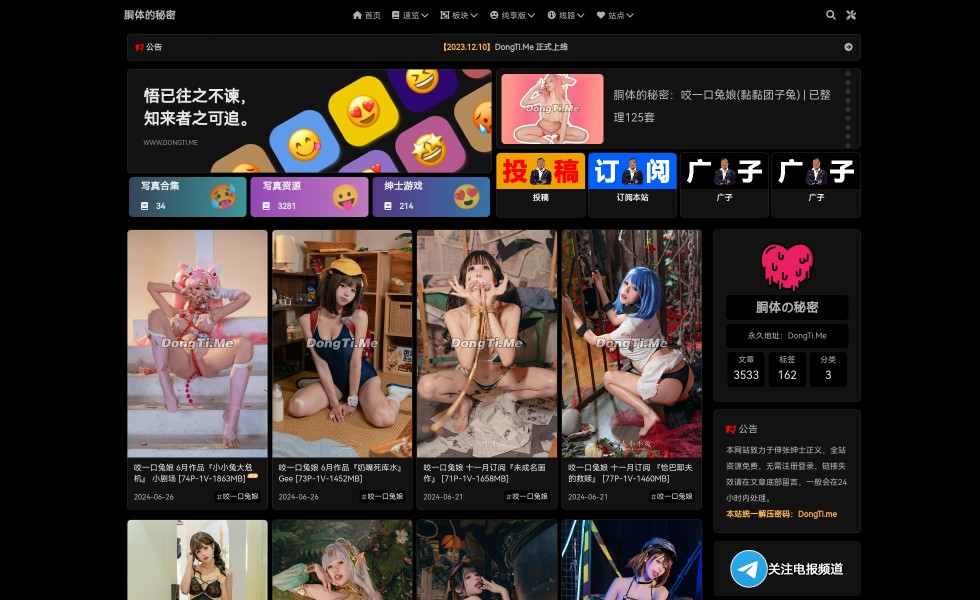 胴体的秘密
首页 速览 板块 纯享版 线路 站点
公告
【2023.12.10】DongTi.Me 正式上线
悟已往之不谏，
知来者之可追。
WWW.DONGTI.ME
DongTi.Me
胴体的秘密：咬一口兔娘(黏黏团子兔) | 已整
理125套
写真合集
34
写真资源
3281
绅士游戏
214
投稿
投稿
订阅
订阅本站
广子
广子
广子
广子
DongTi.Me
DongTi.Me
DongTi.Me
DongTi.Me
咬一口兔娘 6月作品『小小兔大危
机』 小剧场 [74P-1V-1863MB]
2024-06-26 #咬一口兔娘
咬一口兔娘 6月作品『奶嘴死库水』
Gee [73P-1V-1452MB]
2024-06-26 #咬一口兔娘
咬一口兔娘 十一月订阅『未成名画
作』 [71P-1V-1658MB]
2024-06-21 #咬一口兔娘
咬一口兔娘 十一月订阅 『恰巴耶夫
的救赎』 [77P-1V-1460MB]
2024-06-21 #咬一口兔娘
胴体の秘密
永久地址：DongTi.Me
文章 标签 分类
3533 162 3
公告
本网站致力于伸张绅士正义，全站
资源免费，无需注册登录，链接失
效请在文章底部留言，一般会在24
小时内处理。
本站统一解压密码：DongTi.me
关注电报频道